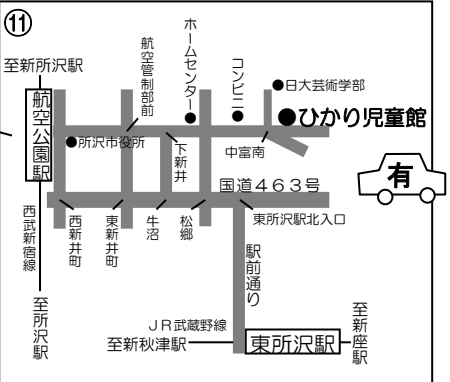 ⑪
至新所沢駅
航空公園駅
航空管制部前
ホームセンター
コンビニ
●日大芸術学部
●ひかり児童館
●所沢市役所
下新井
中富南
有
国道463号
西武新宿線
西新井町
東新井町
牛沼
松郷
東所沢駅北入口
駅前通り
至所沢駅
JR武蔵野線
至新秋津駅
東所沢駅
至新座駅